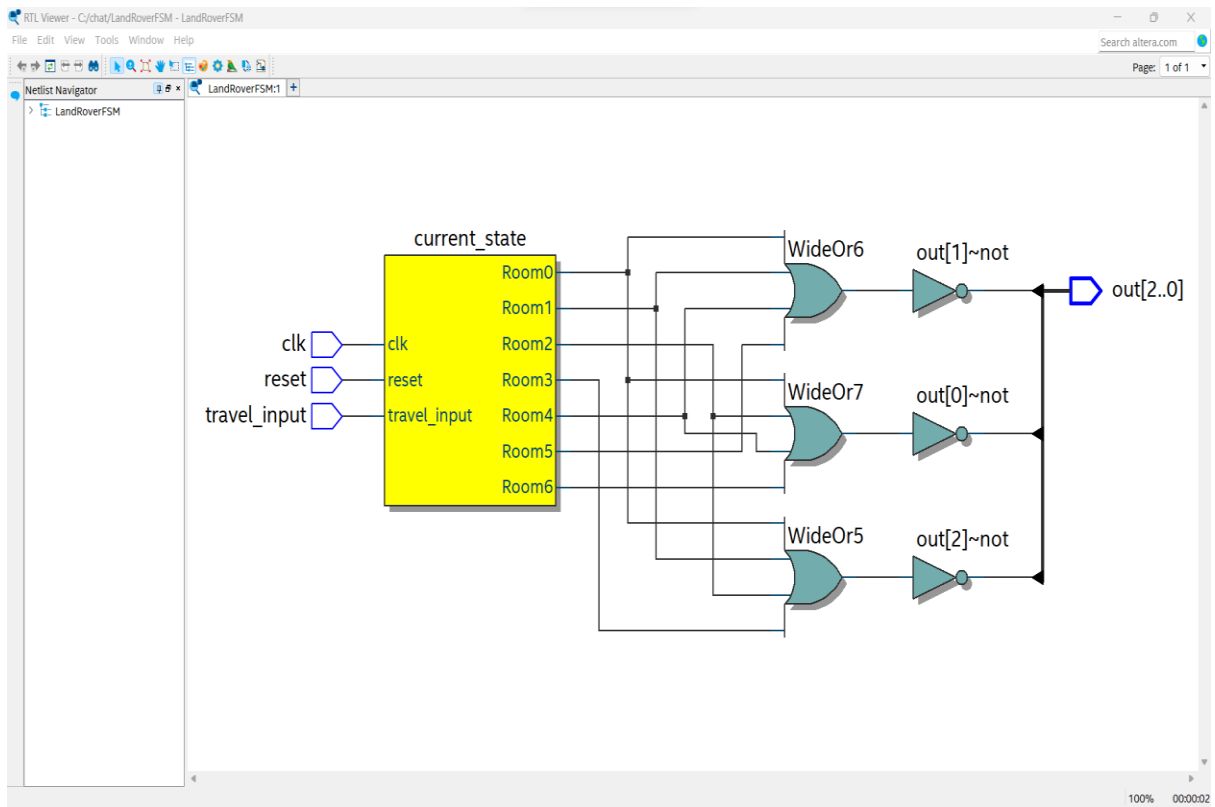 RTL Viewer - C:/chat/LandRoverFSM - LandRoverFSM
File Edit View Tools Window Help
Search altera.com
Page: 1 of 1
Netlist Navigator
LandRoverFSM:1
LandRoverFSM
current_state
Room0
Room1
clk
clk
Room2
reset
reset
Room3
travel_input
travel_input
Room4
Room5
Room6
WideOr6
out[1]~not
out[2..0]
WideOr7
out[0]~not
WideOr5
out[2]~not
100% 00:00:02